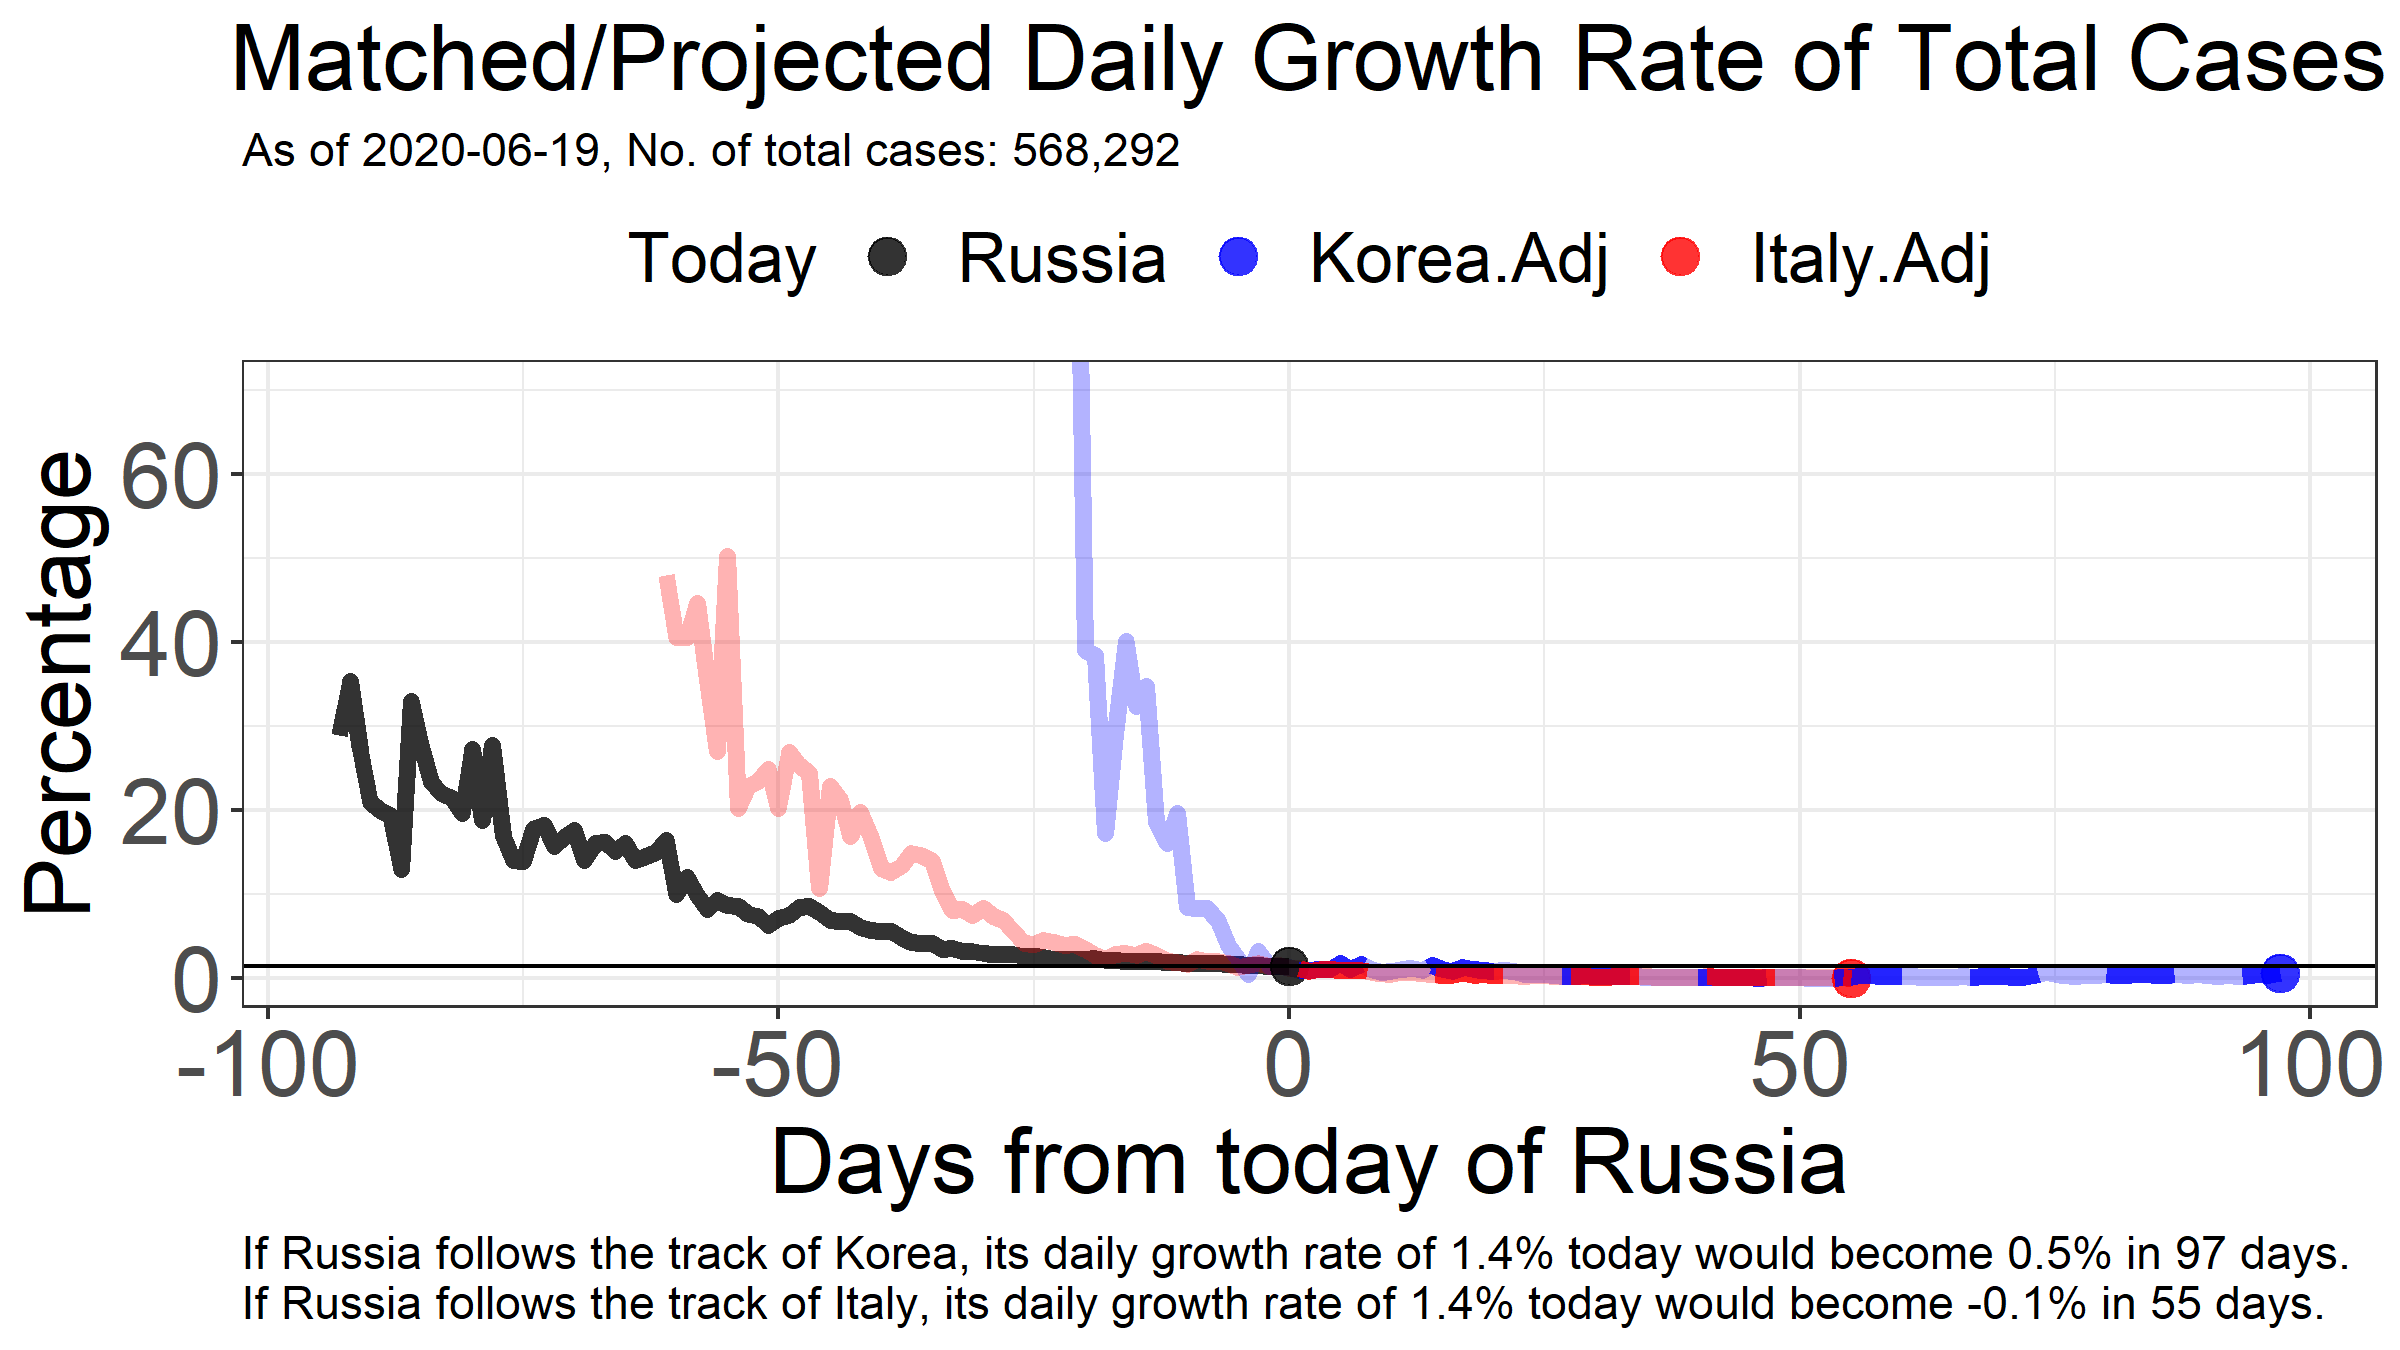 Matched/Projected Daily Growth Rate of Total Cases
As of 2020-06-19, No. of total cases: 568,292
Today Russia Korea.Adj Italy.Adj
Percentage
60
40
20
0
-100 -50 0 50 100
Days from today of Russia
If Russia follows the track of Korea, its daily growth rate of 1.4% today would become 0.5% in 97 days.
If Russia follows the track of Italy, its daily growth rate of 1.4% today would become -0.1% in 55 days.